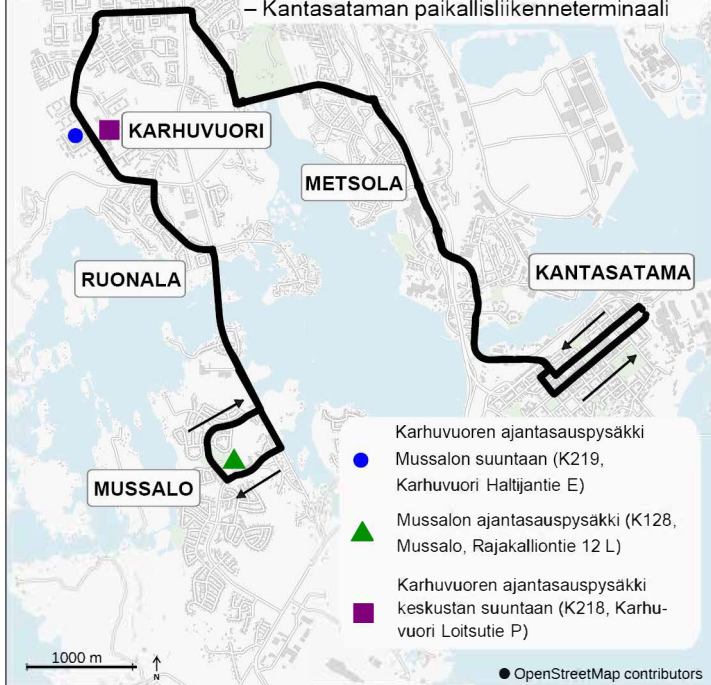 – Kantasataman paikallisliikenneterminaali
KARHUVUORI
METSOLA
KANTASATAMA
RUONALA
MUSSALO
Karhuvuoren ajantasauspysäkki
Mussalon suuntaan (K219,
Karhuvuori Haltijantie E)
Mussalon ajantasauspysäkki (K128,
Mussalo, Rajakalliontie 12 L)
Karhuvuoren ajantasauspysäkki
keskustan suuntaan (K218, Karhu-
vuori Loitsutie P)
1000 m
N
● OpenStreetMap contributors